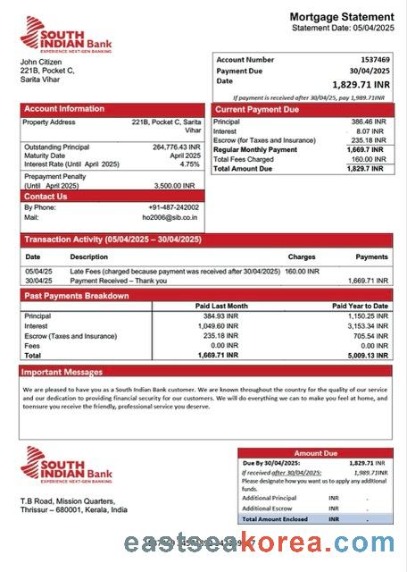 Mortgage Statement
Statement Date: 05/04/2025
SOUTH
INDIAN Bank
EXPERIENCE NEXT-GEN BANKING
John Citizen
221B, Pocket C,
Sarita Vihar
Account Number 1537469
Payment Due 30/04/2025
Date
1,829.71 INR
If payment is received after 30/04/25, pay 1,989.71INR
Account Information
Property Address 221B, Pocket C, Sarita
Vihar
Outstanding Principal 264,776.43 INR
Maturity Date April 2025
Interest Rate (Until April 2025) 4.75%
Prepayment Penalty
(Until April 2025) 3,500.00 INR
Current Payment Due
Principal 386.46 INR
Interest 8.07 INR
Escrow (for Taxes and Insurance) 235.18 INR
Regular Monthly Payment 1,669.7 INR
Total Fees Charged 160.00 INR
Total Amount Due 1,829.7 INR
Contact Us
By Phone: +91-487-242002
Mail: ho2006@sib.co.in
Transaction Activity (05/04/2025 – 30/04/2025)
Date Description Charges Payments
05/04/25 Late Fees (charged because payment was received after 30/04/2025) 160.00 INR
30/04/25 Payment Received – Thank you 1,669.71 INR
Past Payments Breakdown
Paid Last Month Paid Year to Date
Principal 384.93 INR 1,150.25 INR
Interest 1,049.60 INR 3,153.34 INR
Escrow (Taxes and Insurance) 235.18 INR 705.54 INR
Fees 0.00 INR 0.00 INR
Total 1,669.71 INR 5,009.13 INR
Important Messages
We are pleased to have you as a South Indian Bank customer. We are known throughout the country for the quality of our service
and our dedication to providing financial security for our customers. We will do everything we can to make you feel at home, and
toensure you receive the friendly, professional service you deserve.
SOUTH
INDIAN Bank
EXPERIENCE NEXT-GEN BANKING
T.B Road, Mission Quarters,
Thrissur – 680001, Kerala, India
Amount Due
Due By 30/04/2025: 1,829.71 INR
If received after 30/04/2025: 1,989.71INR
Please designate how you want us to apply any additional
funds.
Additional Principal INR .
Additional Escrow INR .
Total Amount Enclosed INR .
eastseakorea.com